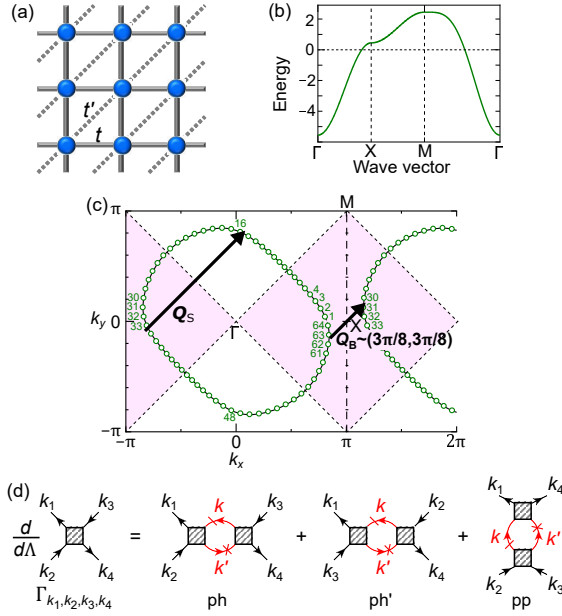 (a)
t'
t
(b)
Energy
2
0
−2
−4
Γ
X
M
Γ
Wave vector
(c)
M
π
0
−π
k_y
16
30
31
32
33
4
3
2
1
64
63
62
61
48
Q_S
Γ
X
30
31
32
33
Q_B~(3π/8,3π/8)
−π
0
π
2π
k_x
(d)
d
dΛ
k_1
k_3
k_2
k_4
Γ_{k_1,k_2,k_3,k_4}
=
k_1
k
k_3
k_2
k'
k_4
ph
+
k_1
k
k_2
k_3
k'
k_4
ph'
+
k_1
k_4
k
k'
k_2
k_3
pp